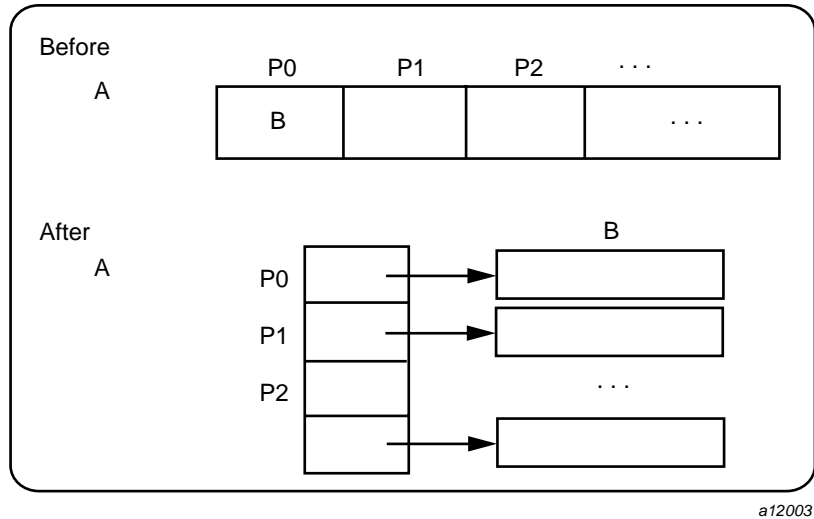 Before
P0 P1 P2 . . .
A
B . . .
After
B
A
P0
P1
P2 . . .
a12003